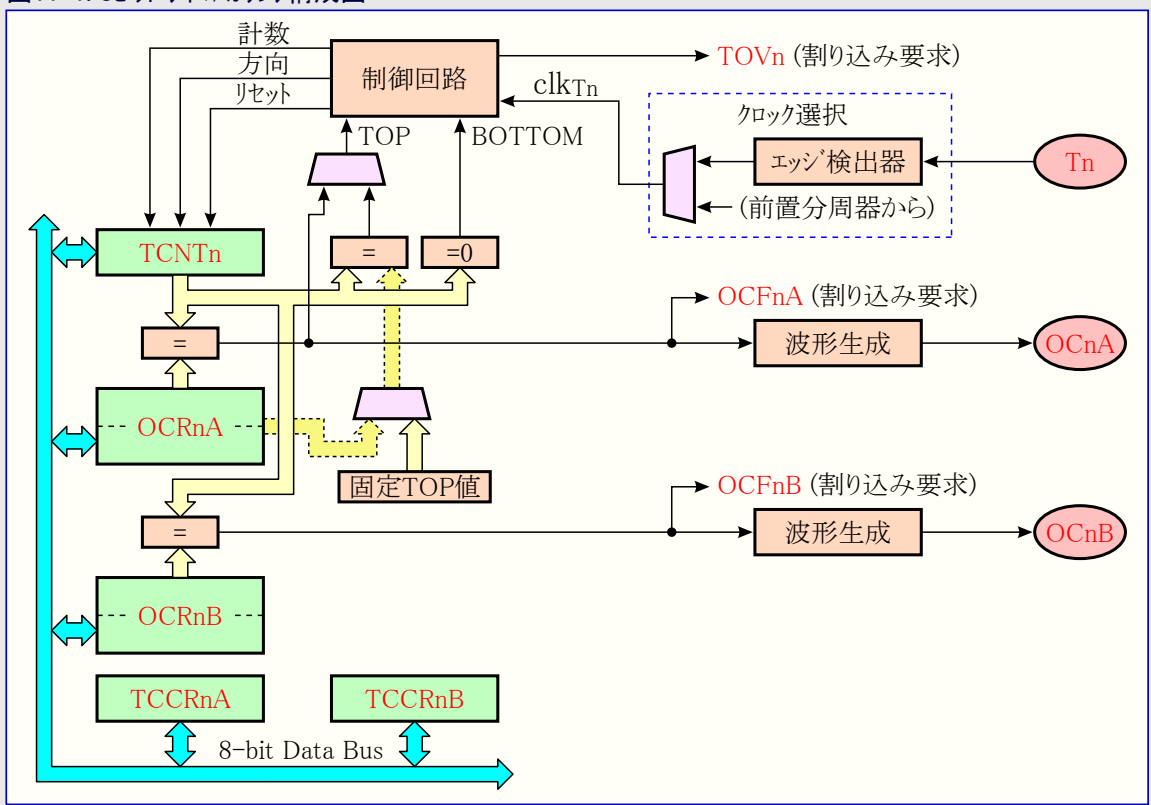 計数
方向
リセット
制御回路
TOVn (割り込み要求)
clkTn
クロック選択
エッジ検出器
Tn
(前置分周器から)
TOP
BOTTOM
TCNTn
=
=0
=
OCFnA (割り込み要求)
波形生成
OCnA
OCRnA
固定TOP値
OCFnB (割り込み要求)
=
波形生成
OCnB
OCRnB
TCCRnA
TCCRnB
8-bit Data Bus